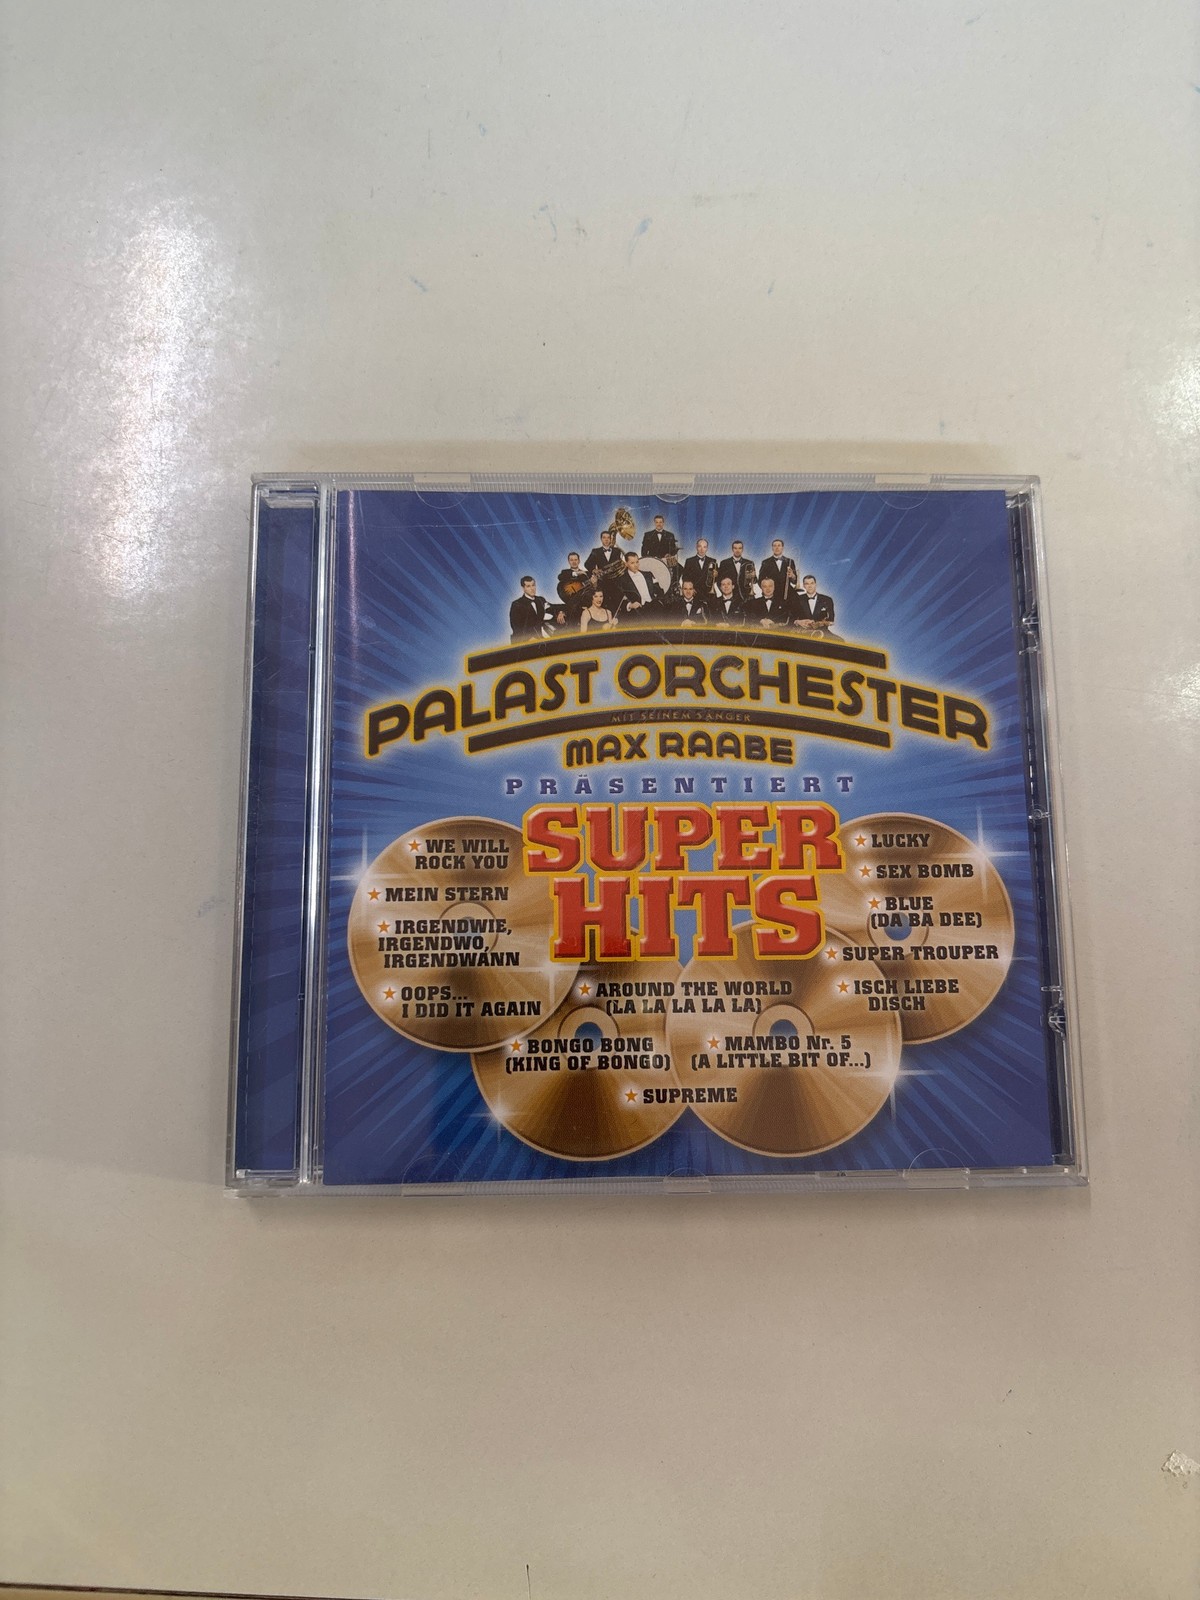 PALAST ORCHESTER
MIT SEINEM SÄNGER
MAX RAABE
PRÄSENTIERT
SUPER
HITS
★ WE WILL
ROCK YOU
★ MEIN STERN
★ IRGENDWIE,
IRGENDWO,
IRGENDWANN
★ OOPS...
I DID IT AGAIN
★ AROUND THE WORLD
(LA LA LA LA LA)
★ BONGO BONG
(KING OF BONGO)
★ MAMBO Nr. 5
(A LITTLE BIT OF...)
★ SUPREME
★ LUCKY
★ SEX BOMB
★ BLUE
(DA BA DEE)
★ SUPER TROUPER
★ ISCH LIEBE
DISCH